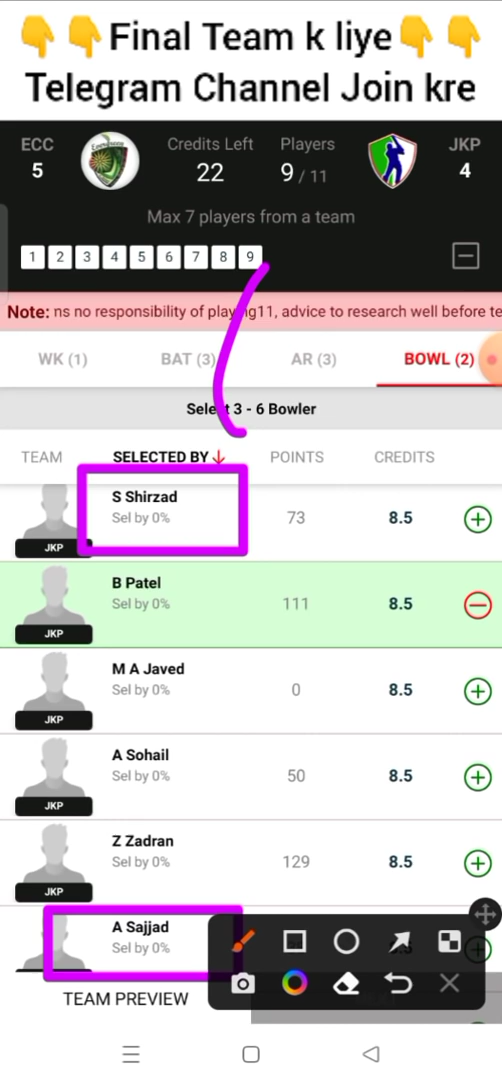 👇👇Final Team k liye👇👇
Telegram Channel Join kre
ECC Credits Left Players JKP
5 22 9 / 11 4
Max 7 players from a team
1 2 3 4 5 6 7 8 9
Note: ns no responsibility of playing11, advice to research well before te
WK (1) BAT (3) AR (3) BOWL (2)
Select 3 - 6 Bowler
TEAM SELECTED BY ↓ POINTS CREDITS
S Shirzad
Sel by 0% 73 8.5
JKP
B Patel
Sel by 0% 111 8.5
JKP
M A Javed
Sel by 0% 0 8.5
JKP
A Sohail
Sel by 0% 50 8.5
JKP
Z Zadran
Sel by 0% 129 8.5
JKP
A Sajjad
Sel by 0%
TEAM PREVIEW